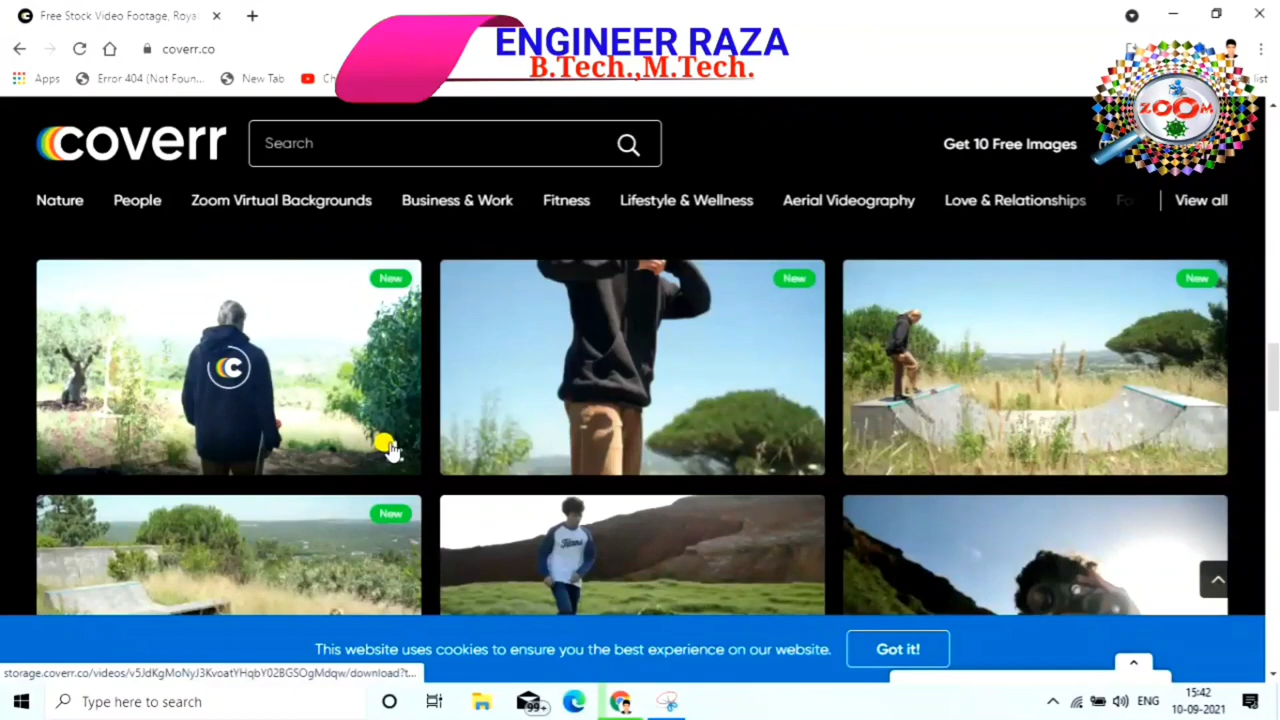 Free Stock Video Footage, Roya
ENGINEER RAZA
B.Tech.,M.Tech.
coverr.co
Apps
Error 404 (Not Foun...
New Tab
list
ZOOM
coverr
Search
Get 10 Free Images
Nature
People
Zoom Virtual Backgrounds
Business & Work
Fitness
Lifestyle & Wellness
Aerial Videography
Love & Relationships
View all
New
New
New
New
Titans
This website uses cookies to ensure you the best experience on our website.
Got it!
storage.coverr.co/videos/v5JdKgMoNyJ3KvoatYHqbY02BGSOgMdqw/download?t...
Type here to search
99+
ENG
15:42
10-09-2021